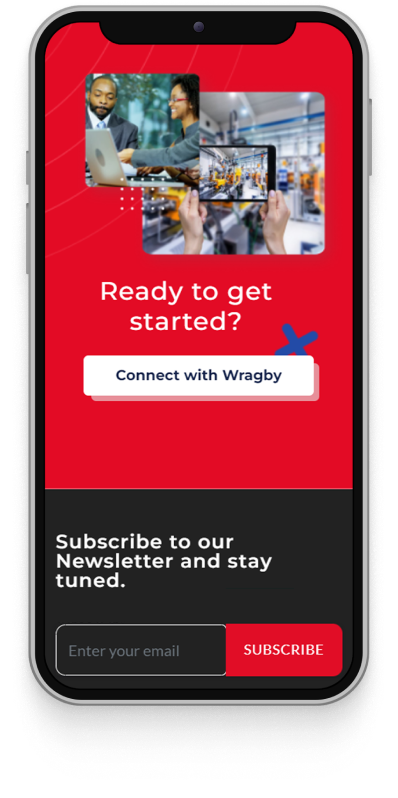 Ready to get
started?
Connect with Wragby
Subscribe to our
Newsletter and stay
tuned.
Enter your email
SUBSCRIBE